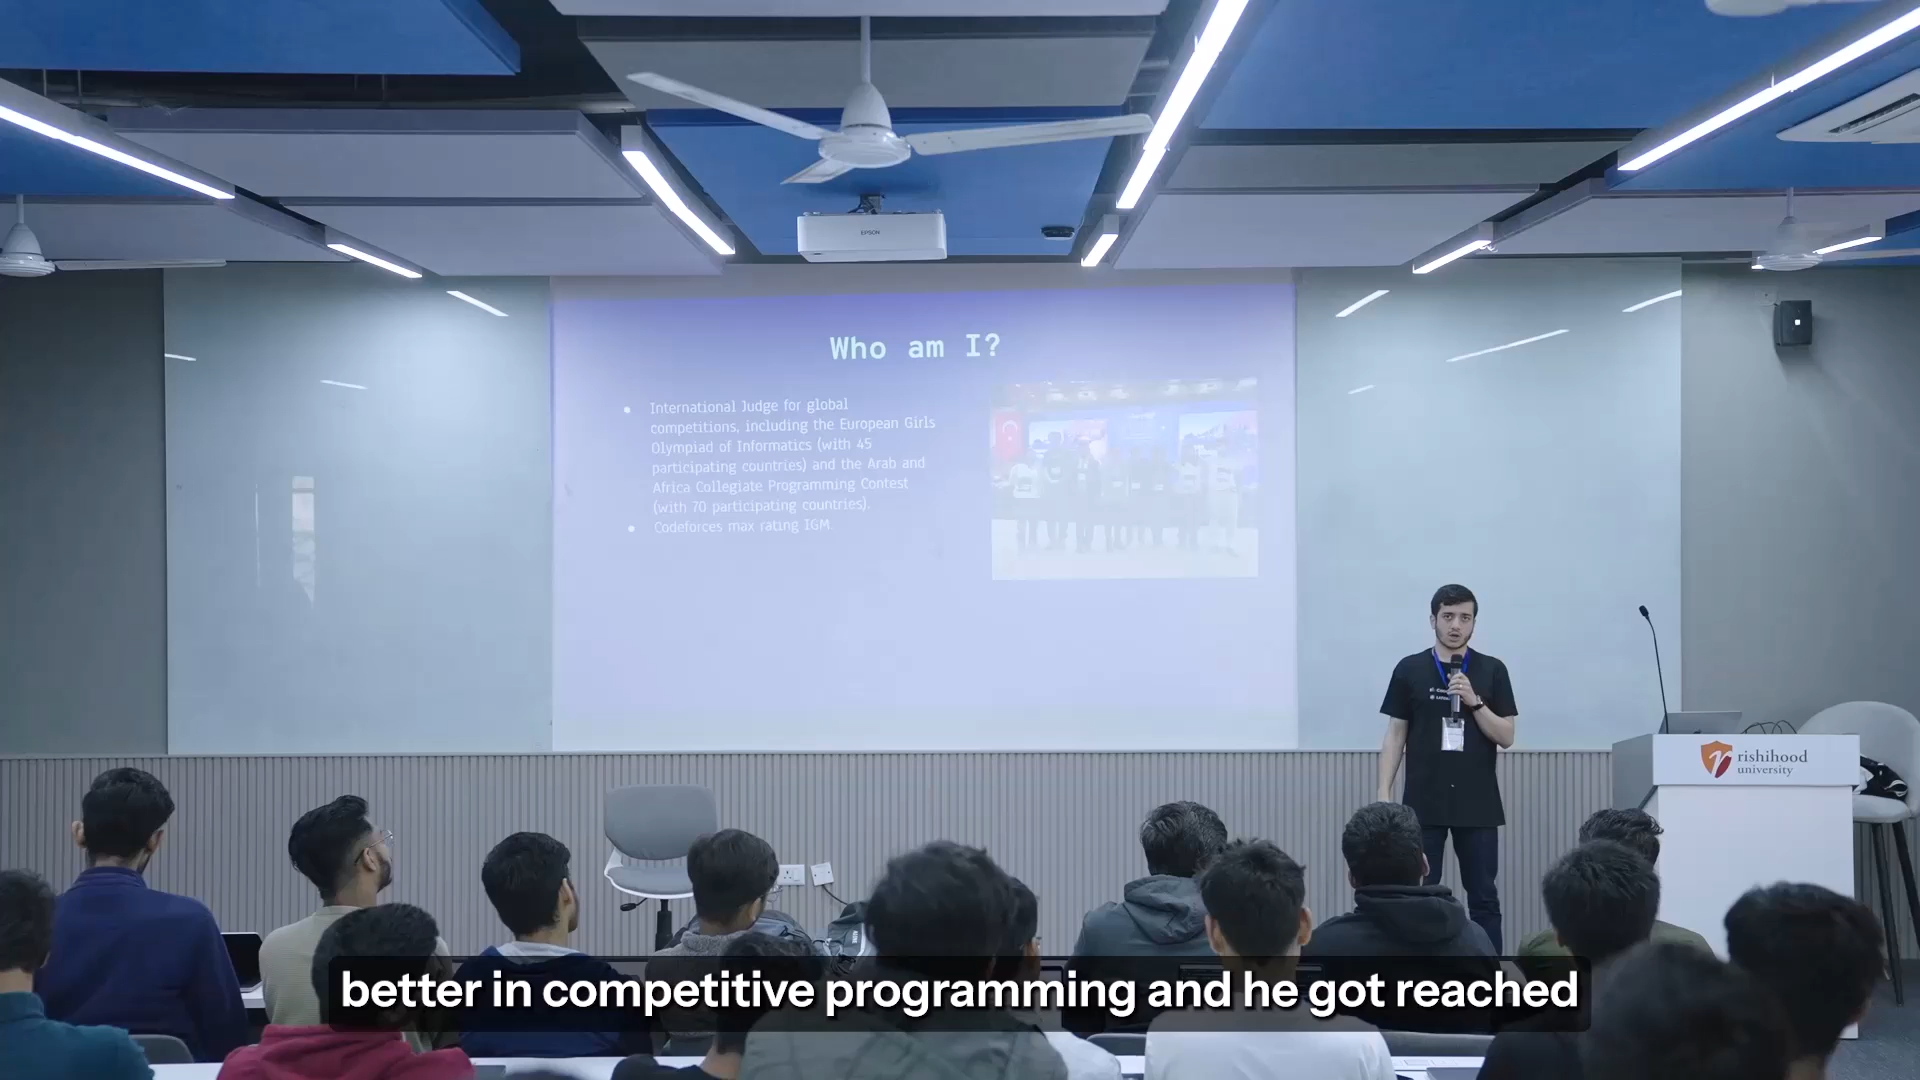 EPSON
Who am I?
International Judge for global
competitions, including the European Girls
Olympiad of Informatics (with 45
participating countries) and the Arab and
Africa Collegiate Programming Contest
(with 70 participating countries).
Codeforces max rating IGM.
rishihood
university
better in competitive programming and he got reached